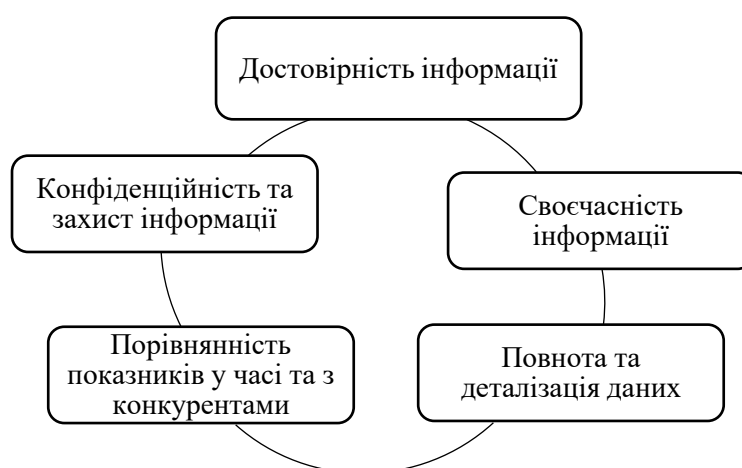 Достовірність інформації
Своєчасність
інформації
Повнота та
деталізація даних
Порівнянність
показників у часі та з
конкурентами
Конфіденційність та
захист інформації